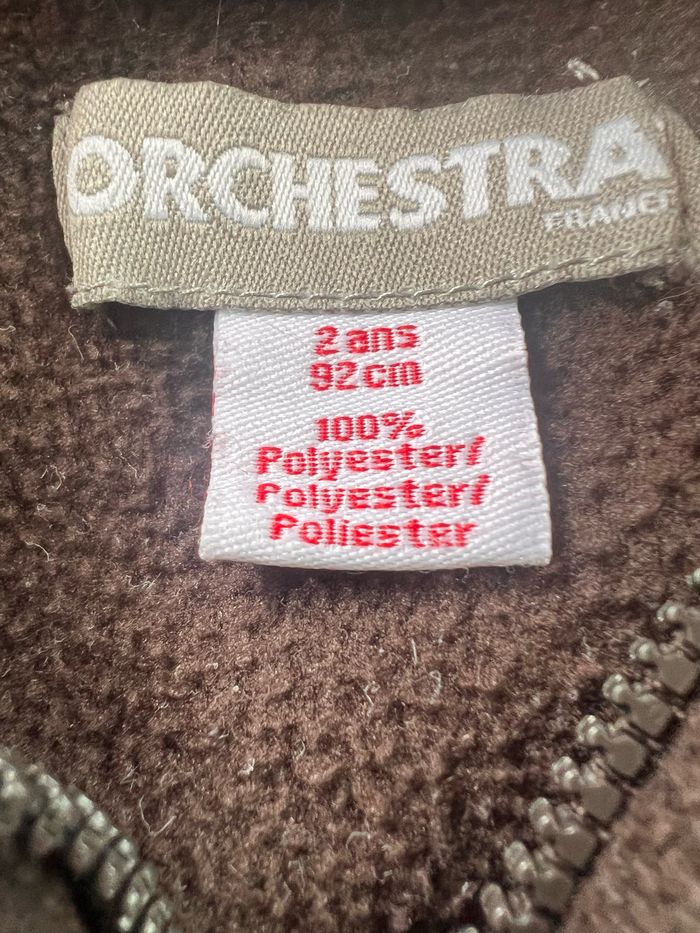 ORCHESTRA
FRANCE
2 ans
92 cm
100%
Polyester/
Polyester/
Poliester